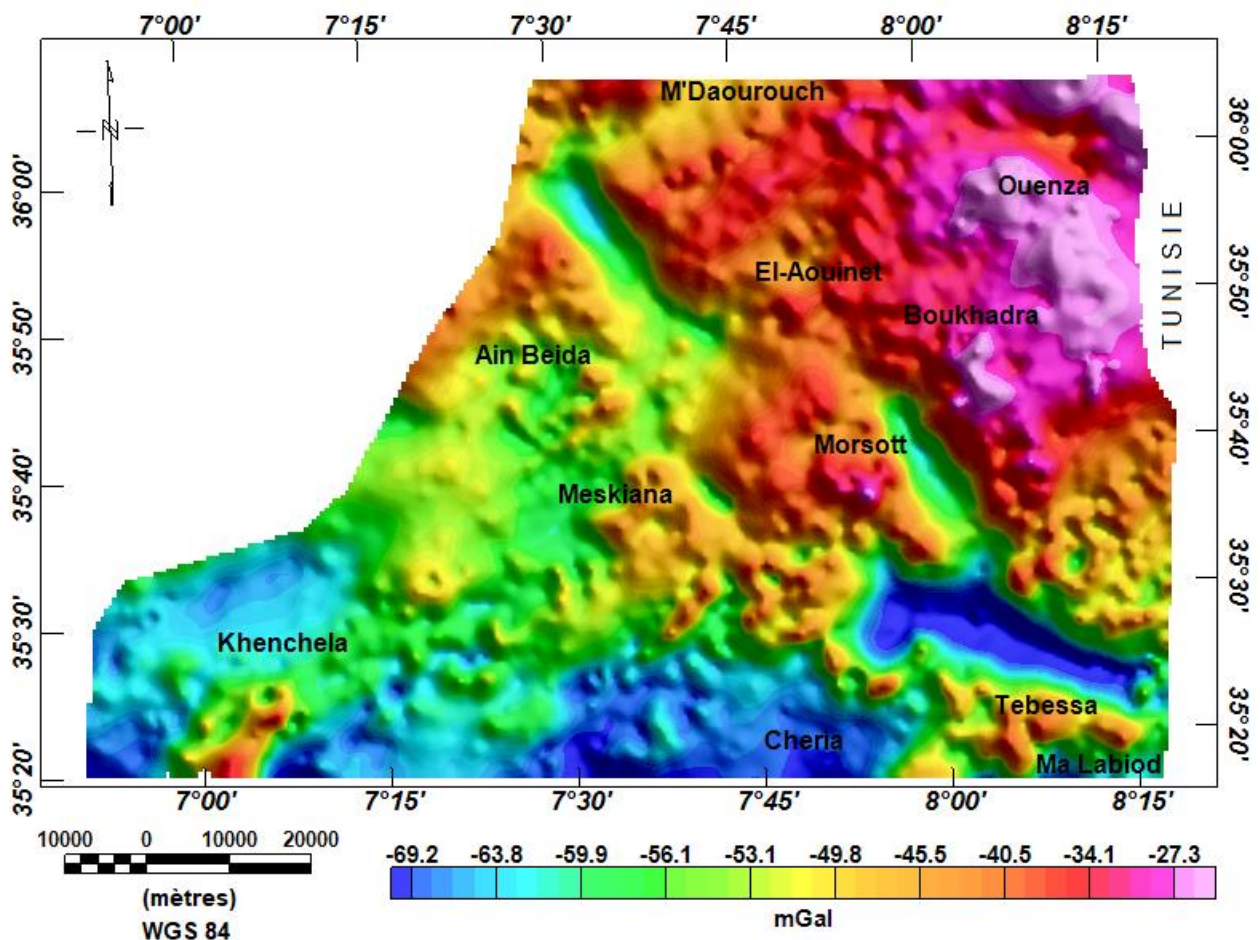 7°00' 7°15' 7°30' 7°45' 8°00' 8°15'
M'Daourouch
36°00'
36°00'
Ouenza
TUNISIE
El-Aouinet
35°50'
Boukhadra
35°50'
Ain Beida
35°40'
Morsott
35°40'
Meskiana
35°30'
35°30'
Khenchela
Tebessa
35°20'
Cheria
Ma Labiod
35°20'
7°00' 7°15' 7°30' 7°45' 8°00' 8°15'
10000 0 10000 20000
(mètres)
WGS 84
-69.2 -63.8 -59.9 -56.1 -53.1 -49.8 -45.5 -40.5 -34.1 -27.3
mGal